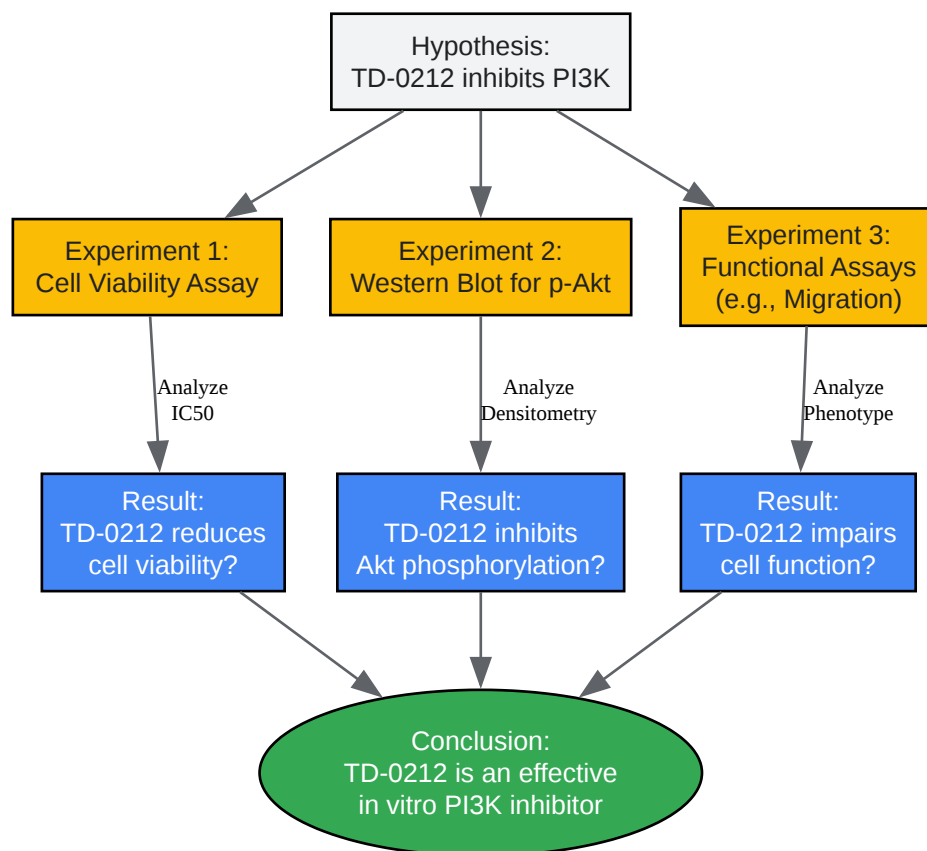 Hypothesis:
TD-0212 inhibits PI3K
Experiment 1:
Cell Viability Assay
Experiment 2:
Western Blot for p-Akt
Experiment 3:
Functional Assays
(e.g., Migration)
Analyze
IC50
Analyze
Densitometry
Analyze
Phenotype
Result:
TD-0212 reduces
cell viability?
Result:
TD-0212 inhibits
Akt phosphorylation?
Result:
TD-0212 impairs
cell function?
Conclusion:
TD-0212 is an effective
in vitro PI3K inhibitor